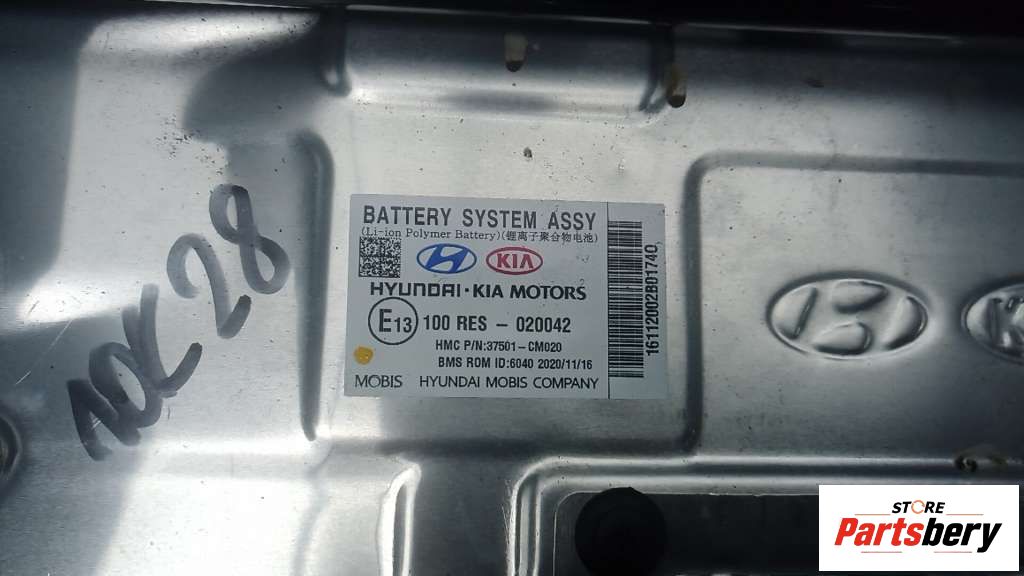 BATTERY SYSTEM ASSY
(Li-ion Polymer Battery)(锂离子聚合物电池)
KIA
HYUNDAI · KIA MOTORS
E13 100 RES - 020042
HMC P/N:37501-CM020
BMS ROM ID:6040 2020/11/16
MOBIS HYUNDAI MOBIS COMPANY
161120002B01740
28
STORE
Partsbery